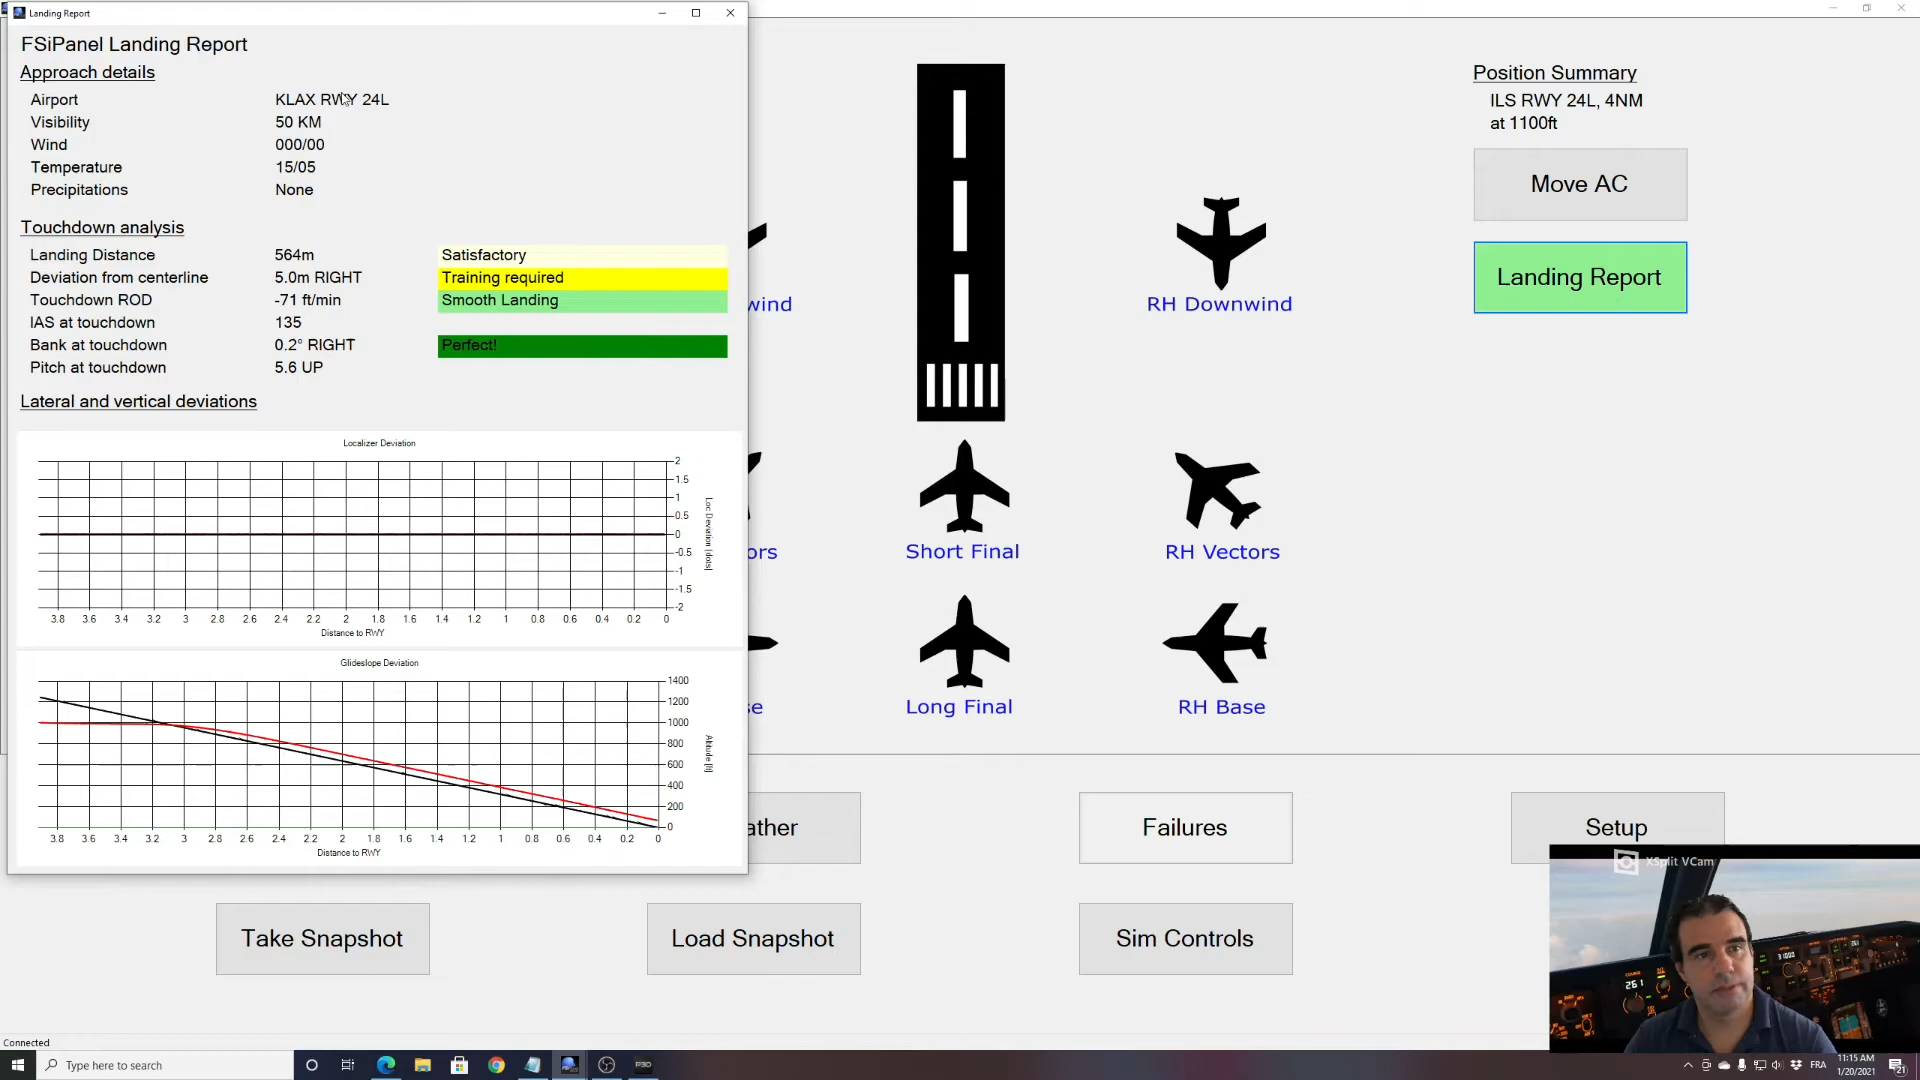 Landing Report
FSiPanel Landing Report
Approach details
Airport KLAX RWY 24L
Visibility 50 KM
Wind 000/00
Temperature 15/05
Precipitations None
Touchdown analysis
Landing Distance 564m Satisfactory
Deviation from centerline 5.0m RIGHT Training required
Touchdown ROD -71 ft/min Smooth Landing
IAS at touchdown 135
Bank at touchdown 0.2° RIGHT Perfect!
Pitch at touchdown 5.6 UP
Lateral and vertical deviations
Localizer Deviation
2
1.5
1
0.5
0
-0.5
-1
-1.5
-2
Loc Deviation [dots]
3.8 3.6 3.4 3.2 3 2.8 2.6 2.4 2.2 2 1.8 1.6 1.4 1.2 1 0.8 0.6 0.4 0.2 0
Distance to RWY
Glideslope Deviation
1400
1200
1000
800
600
400
200
0
Altitude [ft]
3.8 3.6 3.4 3.2 3 2.8 2.6 2.4 2.2 2 1.8 1.6 1.4 1.2 1 0.8 0.6 0.4 0.2 0
Distance to RWY
wind
RH Downwind
ors
Short Final
RH Vectors
se
Long Final
RH Base
Position Summary
ILS RWY 24L, 4NM
at 1100ft
Move AC
Landing Report
ather
Failures
Setup
Take Snapshot
Load Snapshot
Sim Controls
XSplit VCam
261
Connected
Type here to search
P3D
FRA
11:15 AM
1/20/2021
21